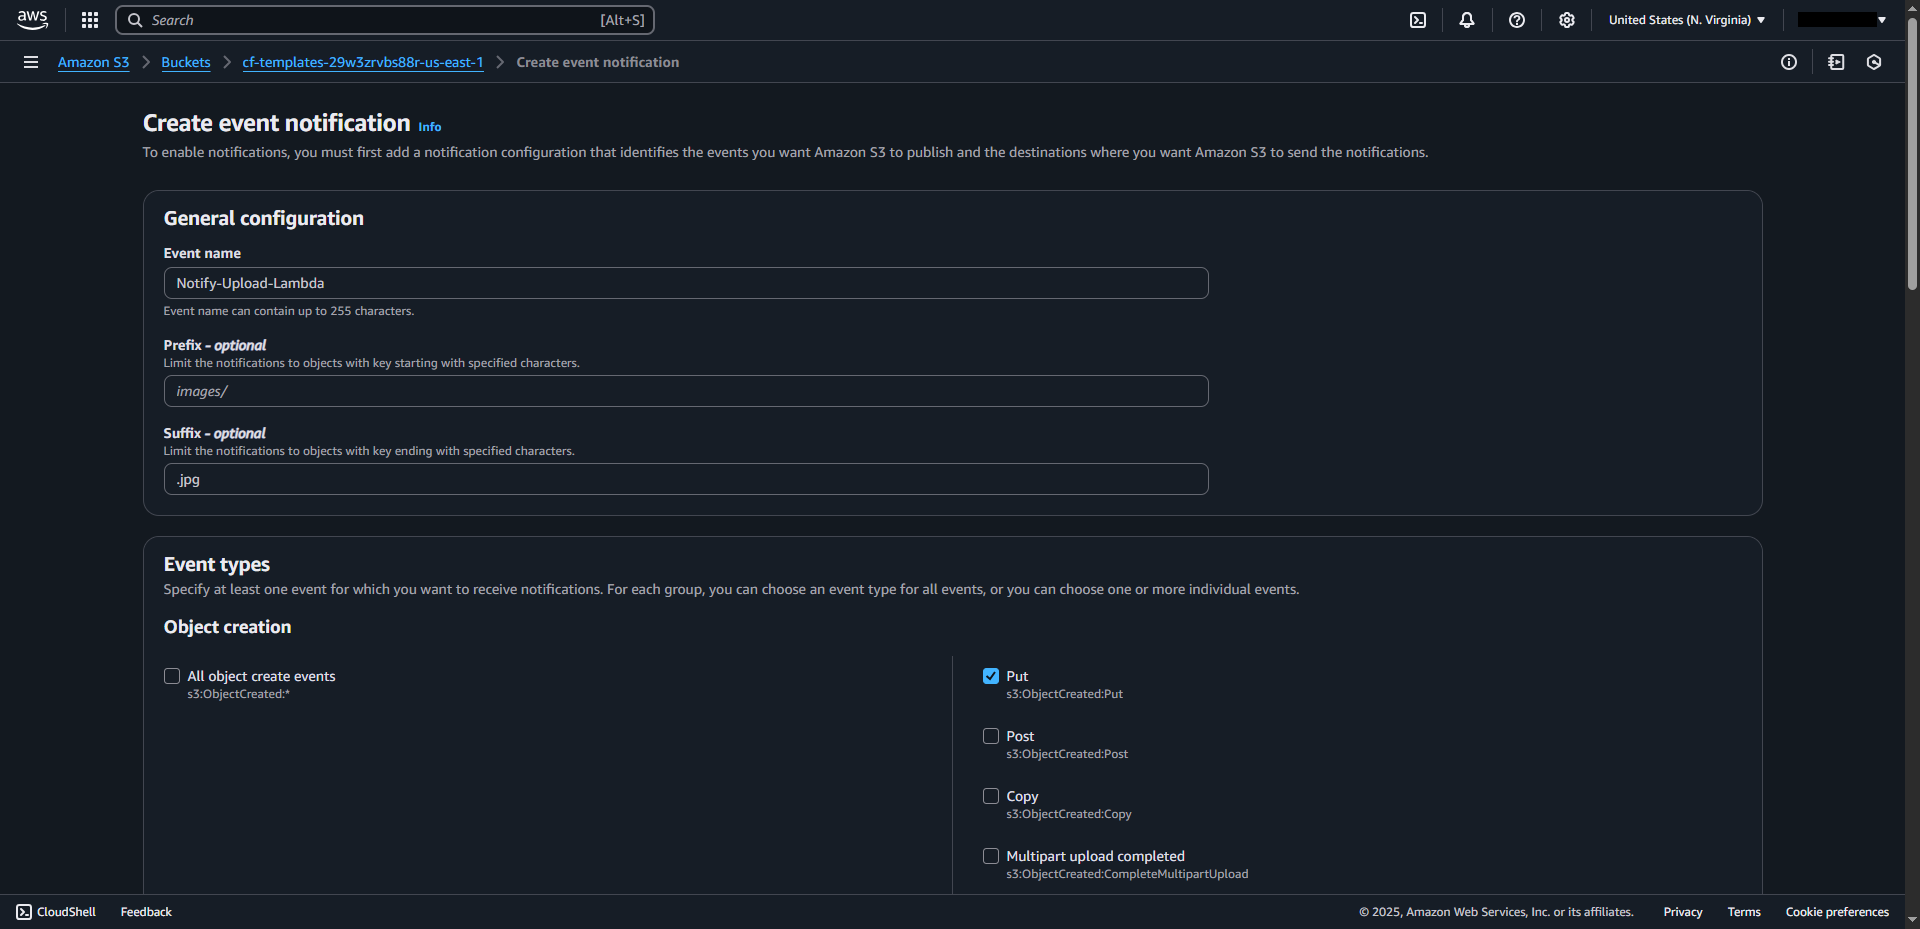 aws
Search [Alt+S]
United States (N. Virginia)
Amazon S3 Buckets cf-templates-29w3zrvbs88r-us-east-1 Create event notification
Create event notification Info
To enable notifications, you must first add a notification configuration that identifies the events you want Amazon S3 to publish and the destinations where you want Amazon S3 to send the notifications.
General configuration
Event name
Notify-Upload-Lambda
Event name can contain up to 255 characters.
Prefix - optional
Limit the notifications to objects with key starting with specified characters.
images/
Suffix - optional
Limit the notifications to objects with key ending with specified characters.
.jpg
Event types
Specify at least one event for which you want to receive notifications. For each group, you can choose an event type for all events, or you can choose one or more individual events.
Object creation
All object create events
s3:ObjectCreated:*
Put
s3:ObjectCreated:Put
Post
s3:ObjectCreated:Post
Copy
s3:ObjectCreated:Copy
Multipart upload completed
s3:ObjectCreated:CompleteMultipartUpload
CloudShell Feedback © 2025, Amazon Web Services, Inc. or its affiliates. Privacy Terms Cookie preferences